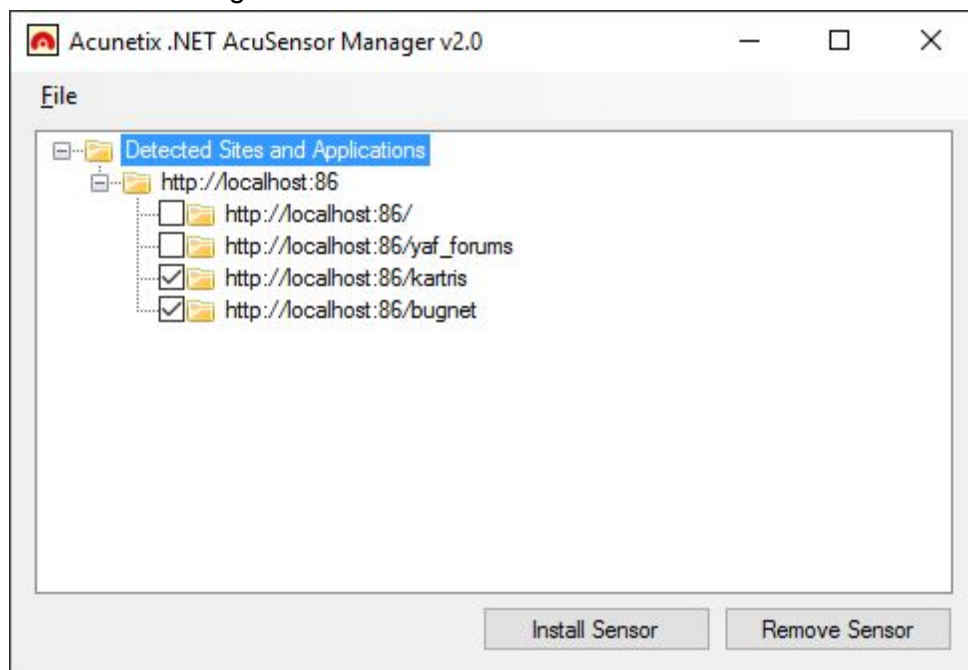 Acunetix .NET AcuSensor Manager v2.0
File
Detected Sites and Applications
http://localhost:86
http://localhost:86/
http://localhost:86/yaf_forums
http://localhost:86/kartris
http://localhost:86/bugnet
Install Sensor Remove Sensor